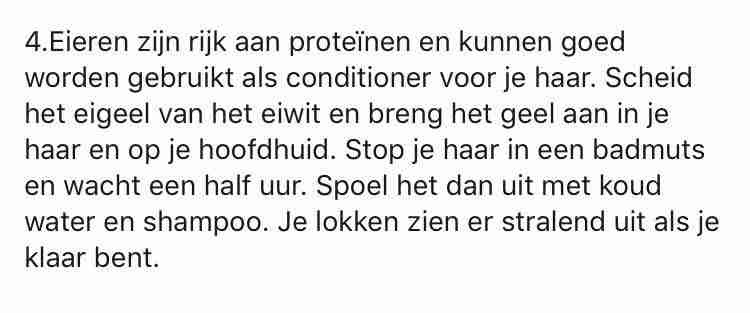 4.Eieren zijn rijk aan proteïnen en kunnen goed
worden gebruikt als conditioner voor je haar. Scheid
het eigeel van het eiwit en breng het geel aan in je
haar en op je hoofdhuid. Stop je haar in een badmuts
en wacht een half uur. Spoel het dan uit met koud
water en shampoo. Je lokken zien er stralend uit als je
klaar bent.